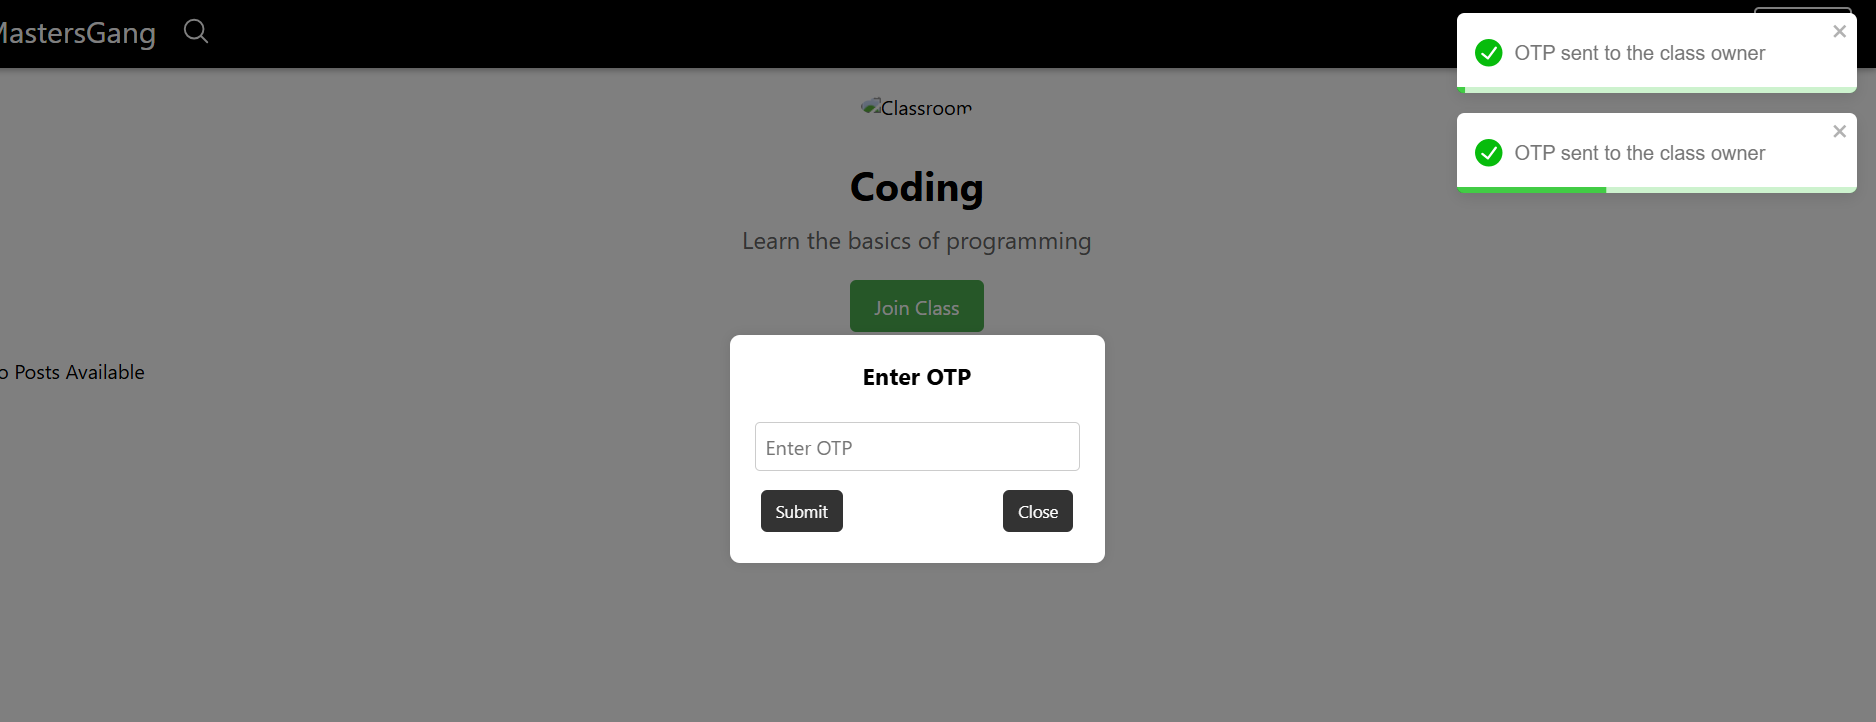 MastersGang
OTP sent to the class owner
OTP sent to the class owner
Classroom
Coding
Learn the basics of programming
Join Class
o Posts Available
Enter OTP
Enter OTP
Submit
Close